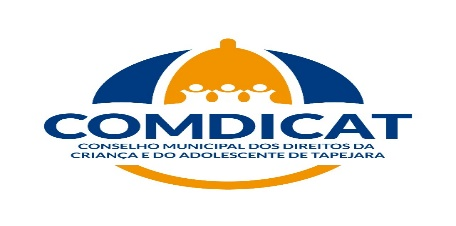 COMDICAT
CONSELHO MUNICIPAL DOS DIREITOS DA
CRIANÇA E DO ADOLESCENTE DE TAPEJARA